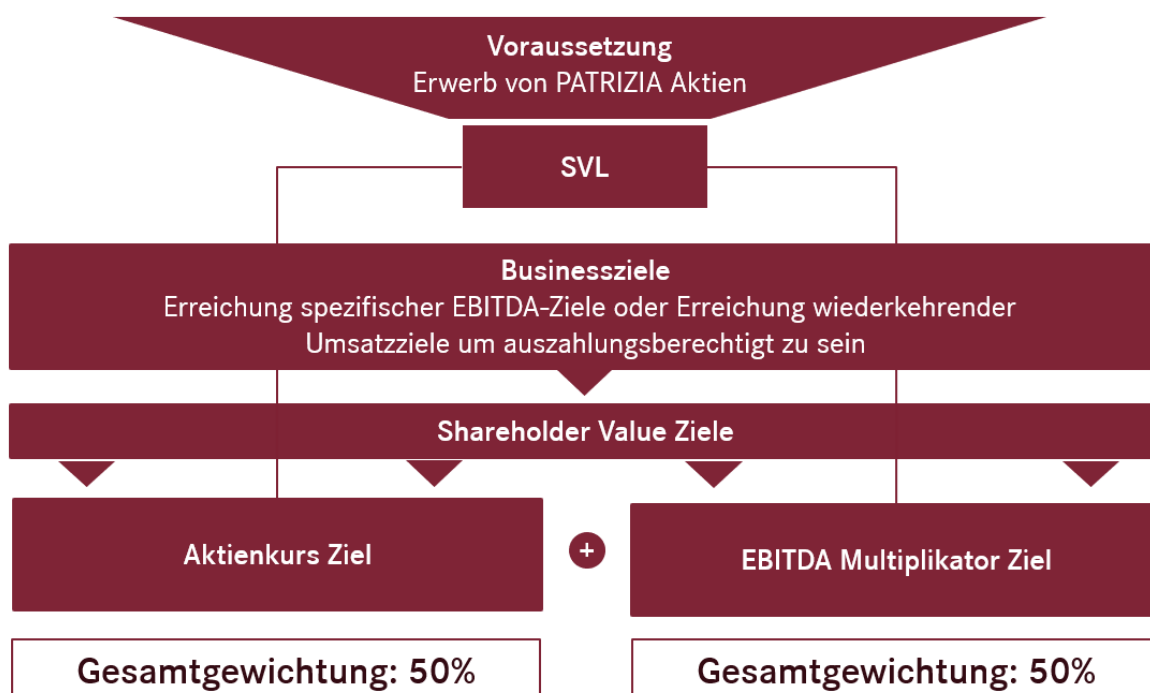 Voraussetzung
Erwerb von PATRIZIA Aktien
SVL
Businessziele
Erreichung spezifischer EBITDA-Ziele oder Erreichung wiederkehrender
Umsatzziele um auszahlungsberechtigt zu sein
Shareholder Value Ziele
Aktienkurs Ziel
+
EBITDA Multiplikator Ziel
Gesamtgewichtung: 50%
Gesamtgewichtung: 50%